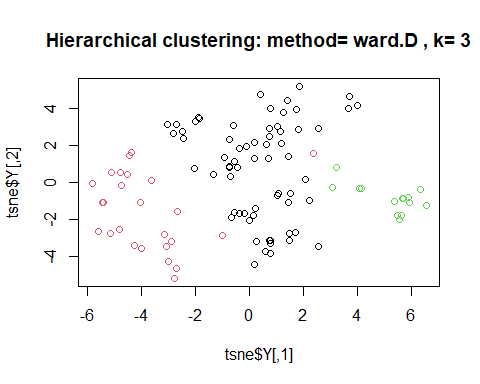 Hierarchical clustering: method= ward.D , k= 3
tsne$Y[,2]
4
2
0
-2
-4
-6 -4 -2 0 2 4 6
tsne$Y[,1]